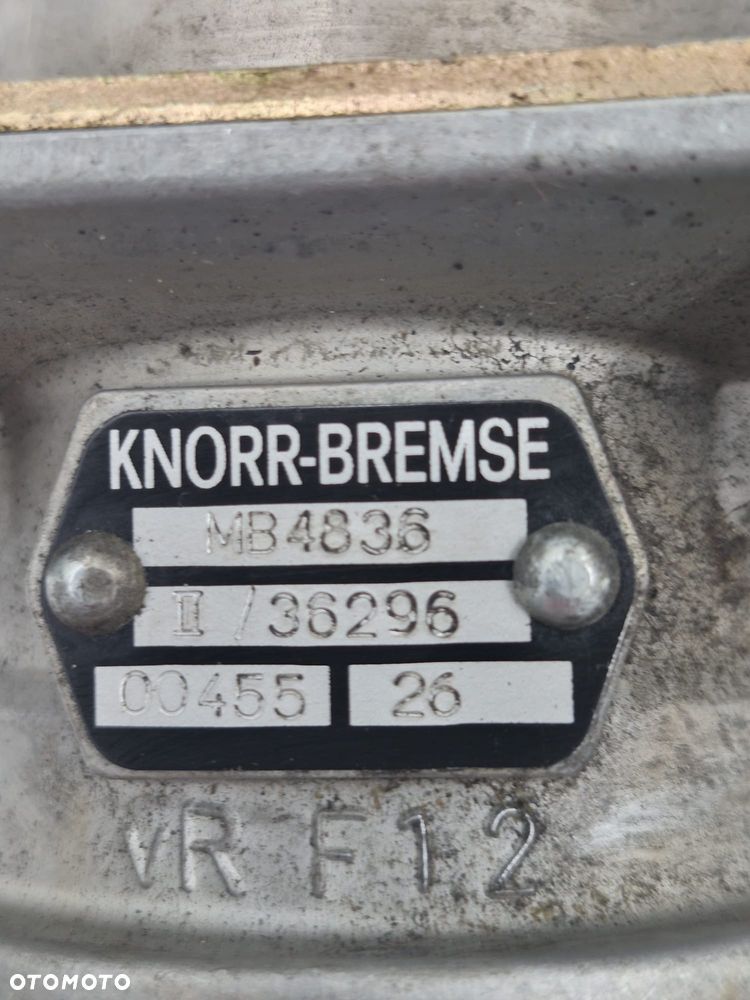 KNORR-BREMSE
MB4836
II/36296
00455 26
vR F12
OTOMOTO